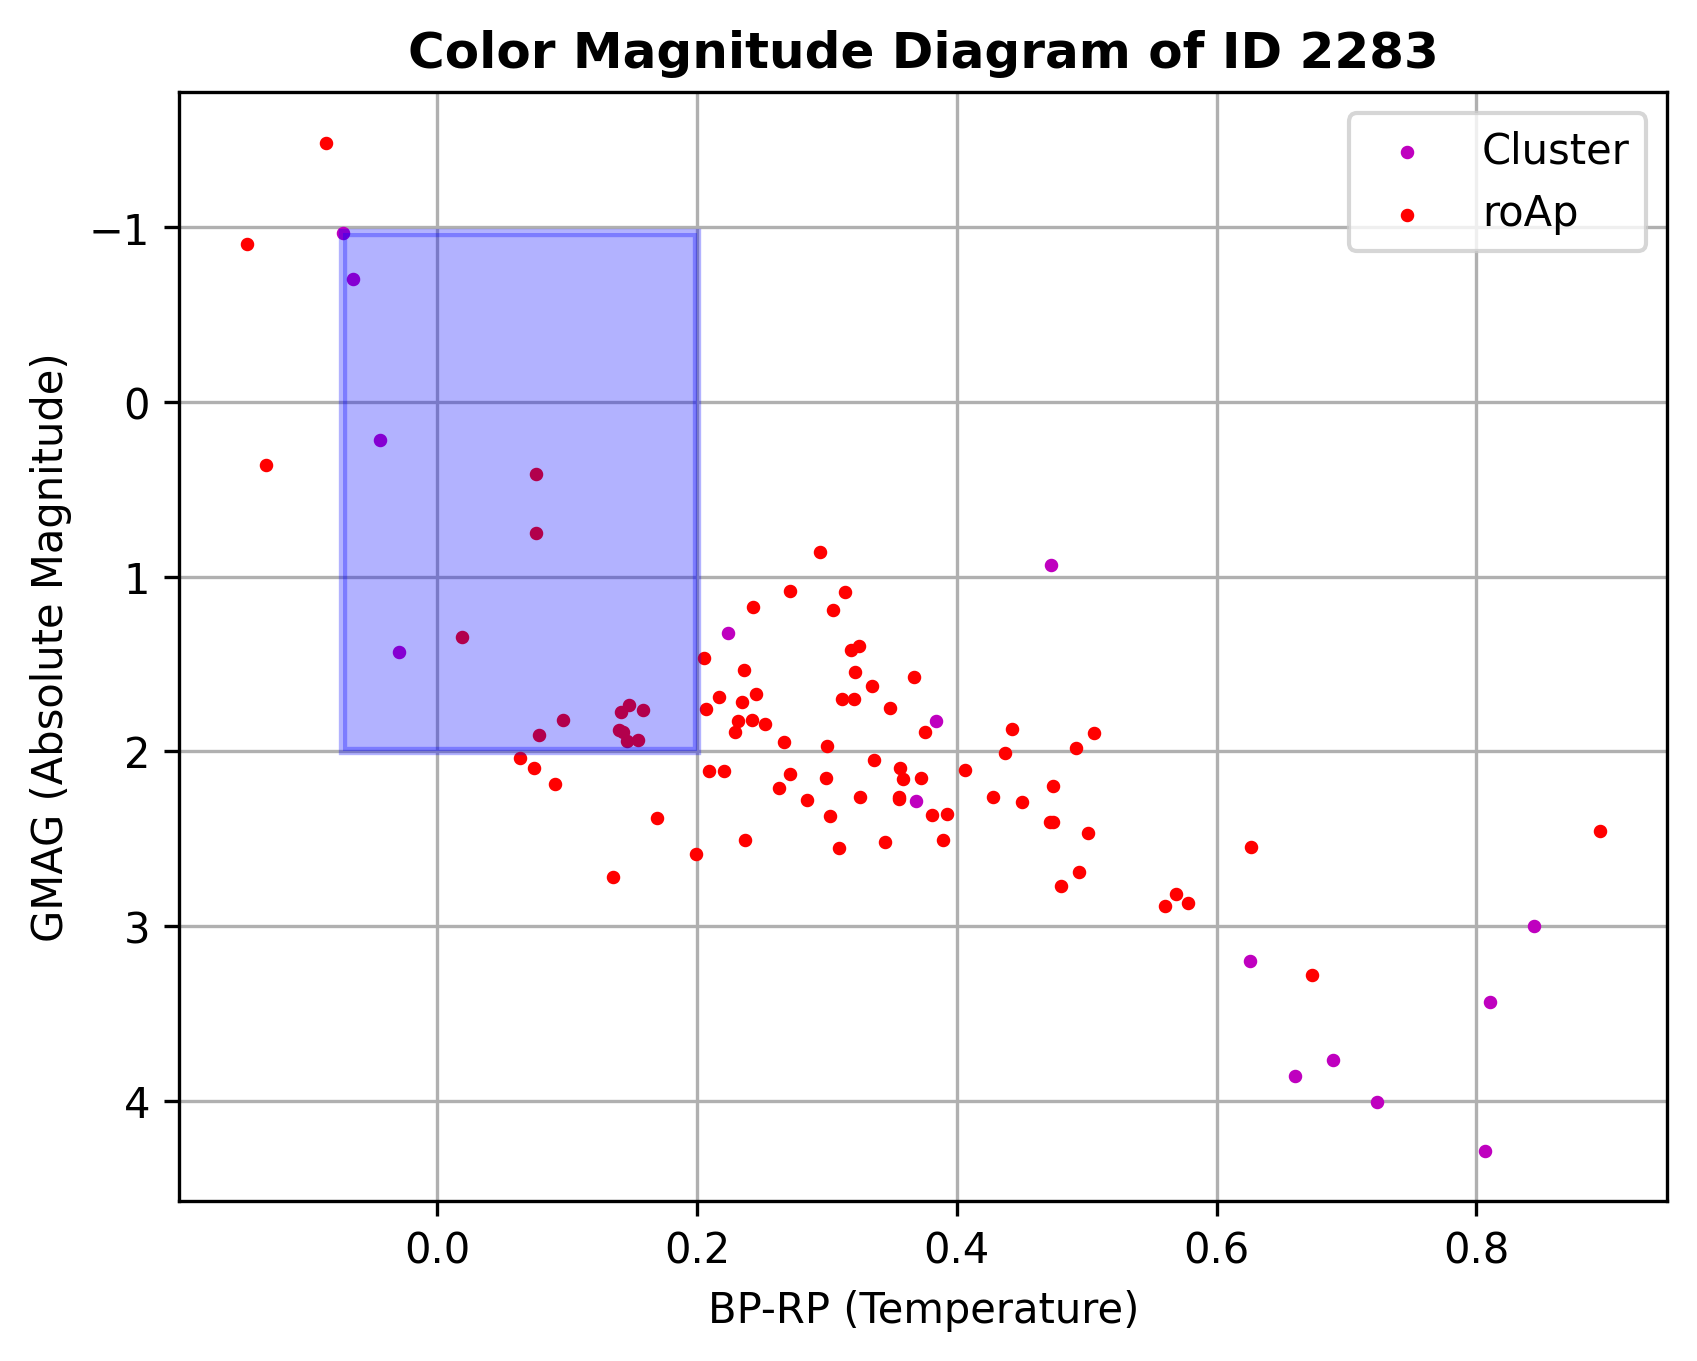 Color Magnitude Diagram of ID 2283
Cluster
roAp
GMAG (Absolute Magnitude)
−1
0
1
2
3
4
0.0 0.2 0.4 0.6 0.8
BP-RP (Temperature)